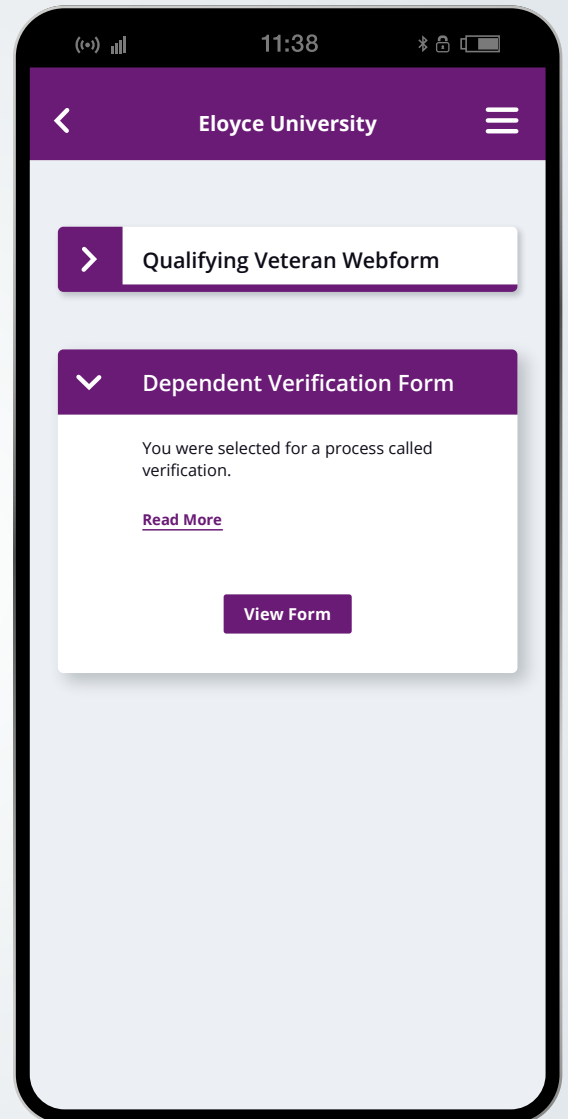 11:38
Eloyce University
Qualifying Veteran Webform
Dependent Verification Form
You were selected for a process called
verification.
Read More
View Form